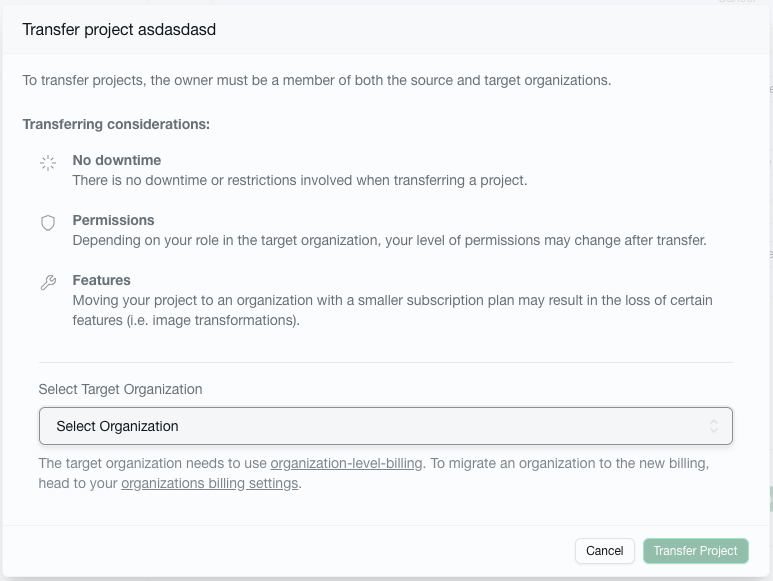 Transfer project asdasdasd
To transfer projects, the owner must be a member of both the source and target organizations.
Transferring considerations:
No downtime
There is no downtime or restrictions involved when transferring a project.
Permissions
Depending on your role in the target organization, your level of permissions may change after transfer.
Features
Moving your project to an organization with a smaller subscription plan may result in the loss of certain
features (i.e. image transformations).
Select Target Organization
Select Organization
The target organization needs to use organization-level-billing. To migrate an organization to the new billing,
head to your organizations billing settings.
Cancel
Transfer Project